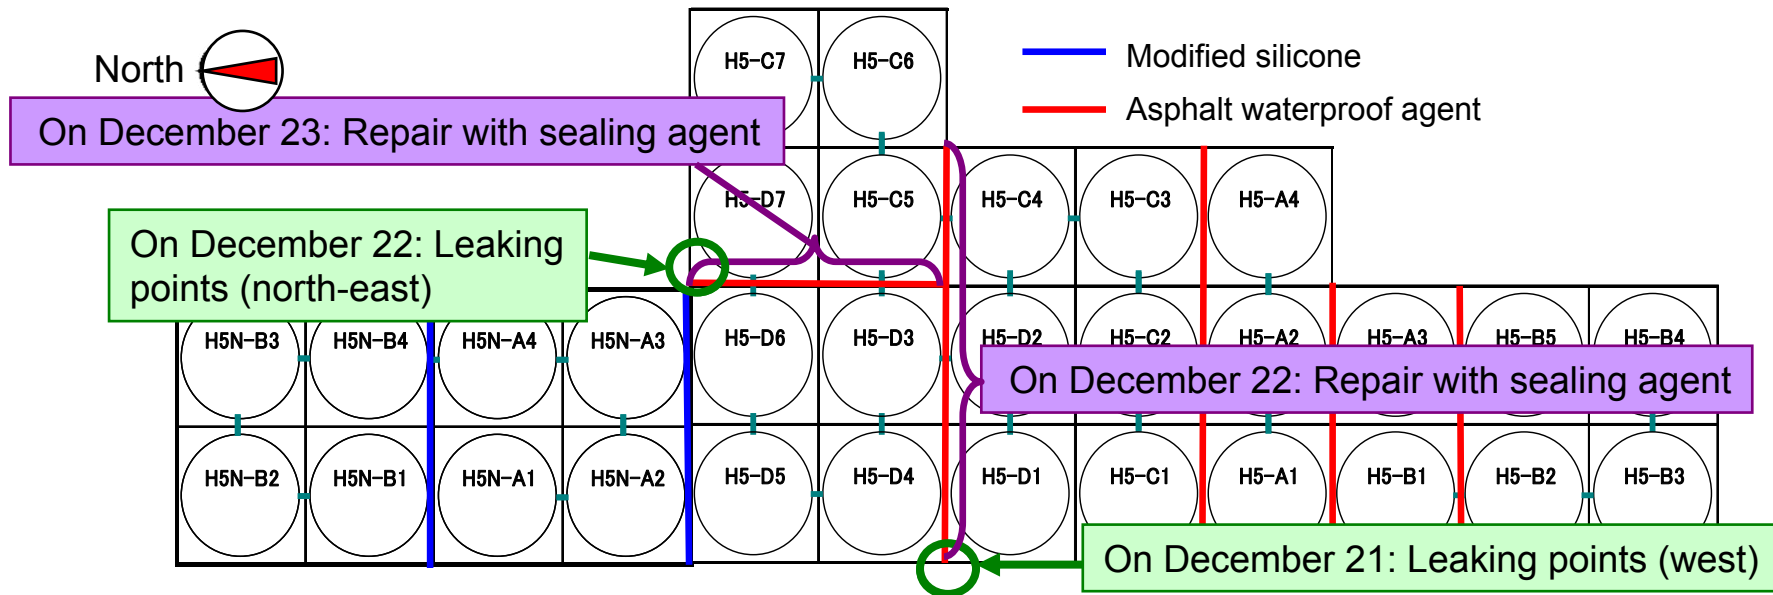 H5-C7
H5-C6
Modified silicone
North
Asphalt waterproof agent
On December 23: Repair with sealing agent
H5-D7
H5-C5
H5-C4
H5-C3
H5-A4
On December 22: Leaking
points (north-east)
H5N-B3
H5N-B4
H5N-A4
H5N-A3
H5-D6
H5-D3
H5-D2
H5-C2
H5-A2
H5-A3
H5-B5
H5-B4
On December 22: Repair with sealing agent
H5N-B2
H5N-B1
H5N-A1
H5N-A2
H5-D5
H5-D4
H5-D1
H5-C1
H5-A1
H5-B1
H5-B2
H5-B3
On December 21: Leaking points (west)